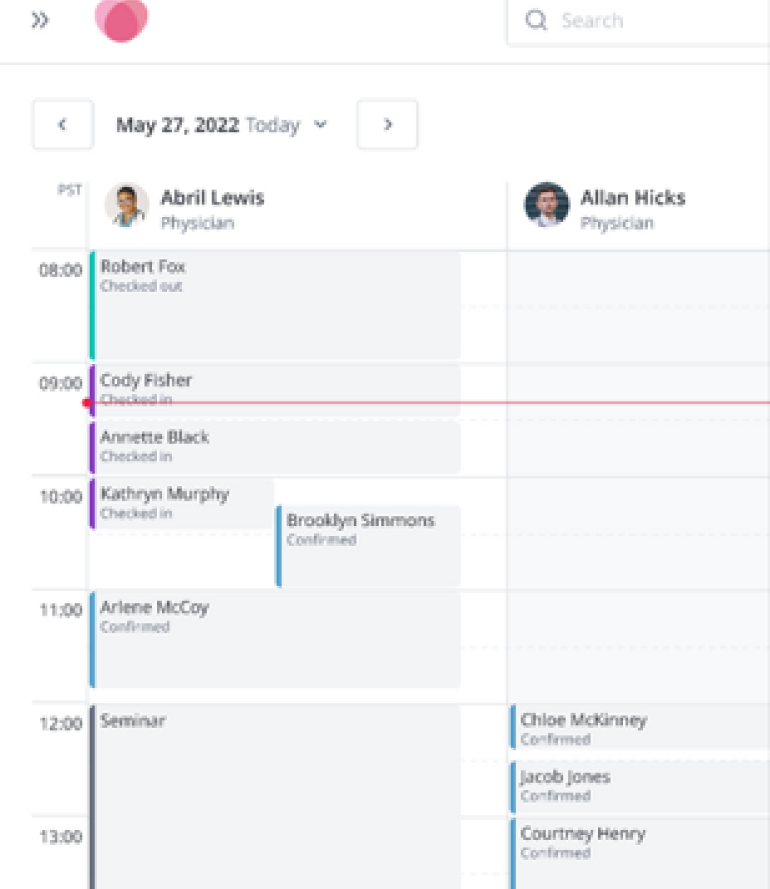 Search
May 27, 2022 Today
PST
Abril Lewis
Physician
Allan Hicks
Physician
08:00
Robert Fox
Checked out
09:00
Cody Fisher
Checked in
Annette Black
Checked in
10:00
Kathryn Murphy
Checked in
Brooklyn Simmons
Confirmed
11:00
Arlene McCoy
Confirmed
12:00
Seminar
Chloe McKinney
Confirmed
Jacob Jones
Confirmed
13:00
Courtney Henry
Confirmed